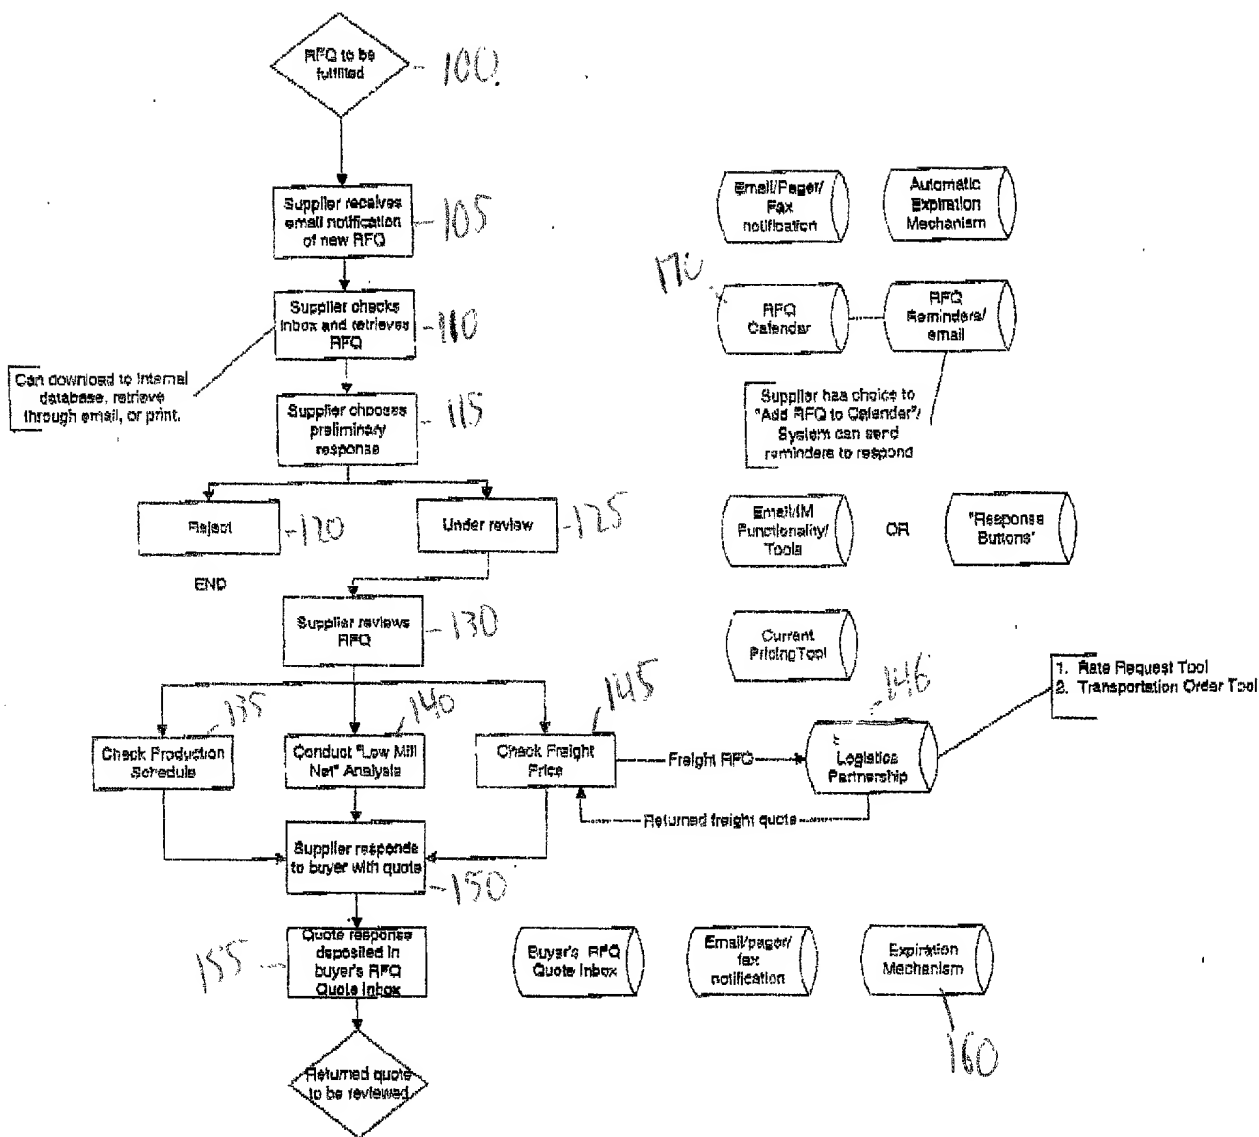 RFQ to be
fulfilled
100.
Supplier receives
email notification
of new RFQ
105
Email/Pager/
Fax
notification
Automatic
Expiration
Mechanism
170
Supplier checks
inbox and retrieves
RFQ
110
RFQ
Calendar
RFQ
Reminders/
email
Can download to internal
database, retrieve
through email, or print.
Supplier chooses
preliminary
response
115
Supplier has choice to
"Add RFQ to Calender"/
System can send
reminders to respond
Reject
120
Under review
125
Email/IM
Functionality/
Tools
OR
"Response
Buttons"
END
Supplier reviews
RFQ
130
Current
Pricing Tool
1. Rate Request Tool
2. Transportation Order Tool
135
140
145
146
Check Production
Schedule
Conduct "Low Mill
Net" Analysis
Check Freight
Price
Freight RFQ
Logistics
Partnership
Returned freight quote
Supplier responds
to buyer with quote
150
155
Quote response
deposited in
buyer's RFQ
Quote Inbox
Buyer's RFQ
Quote Inbox
Email/pager/
fax
notification
Expiration
Mechanism
160
Returned quote
to be reviewed